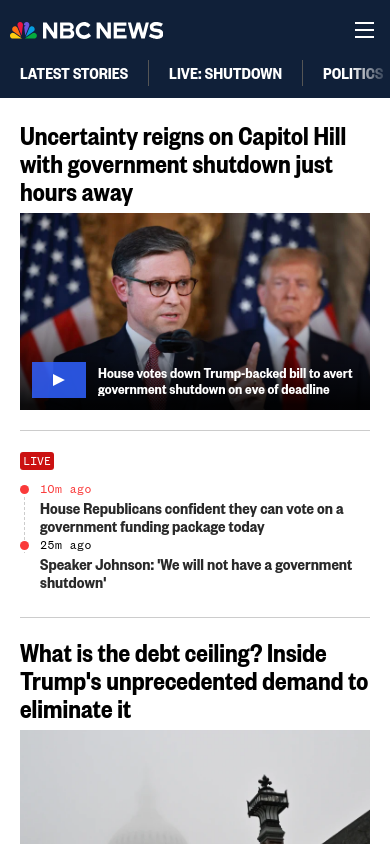 NBC NEWS
LATEST STORIES
LIVE: SHUTDOWN
POLITICS
Uncertainty reigns on Capitol Hill
with government shutdown just
hours away
House votes down Trump-backed bill to avert
government shutdown on eve of deadline
LIVE
10m ago
House Republicans confident they can vote on a
government funding package today
25m ago
Speaker Johnson: 'We will not have a government
shutdown'
What is the debt ceiling? Inside
Trump's unprecedented demand to
eliminate it